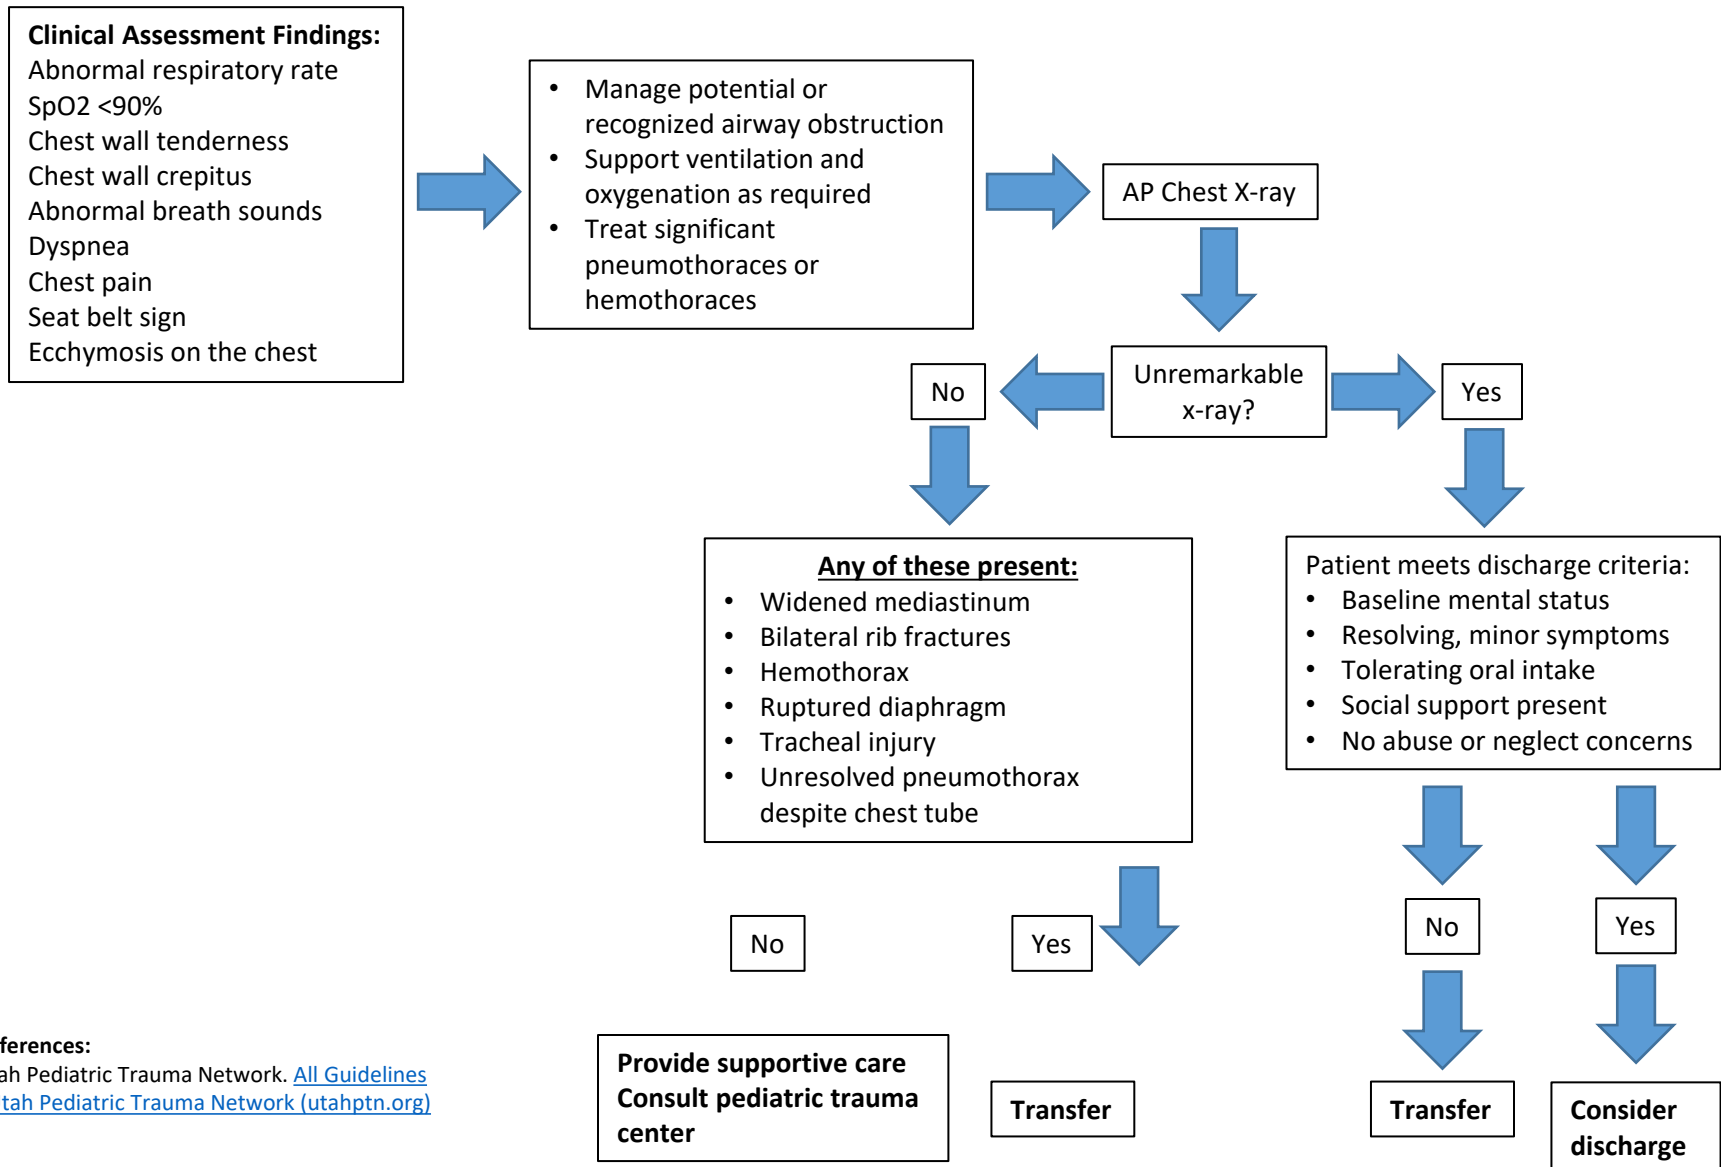 Clinical Assessment Findings:
Abnormal respiratory rate
SpO2 <90%
Chest wall tenderness
Chest wall crepitus
Abnormal breath sounds
Dyspnea
Chest pain
Seat belt sign
Ecchymosis on the chest
• Manage potential or
recognized airway obstruction
• Support ventilation and
oxygenation as required
• Treat significant
pneumothoraces or
hemothoraces
AP Chest X-ray
Unremarkable
x-ray?
No
Yes
Any of these present:
• Widened mediastinum
• Bilateral rib fractures
• Hemothorax
• Ruptured diaphragm
• Tracheal injury
• Unresolved pneumothorax
despite chest tube
Patient meets discharge criteria:
• Baseline mental status
• Resolving, minor symptoms
• Tolerating oral intake
• Social support present
• No abuse or neglect concerns
No
Yes
No
Yes
Provide supportive care
Consult pediatric trauma
center
Transfer
Transfer
Consider
discharge
ferences:
ah Pediatric Trauma Network. All Guidelines
tah Pediatric Trauma Network (utahptn.org)